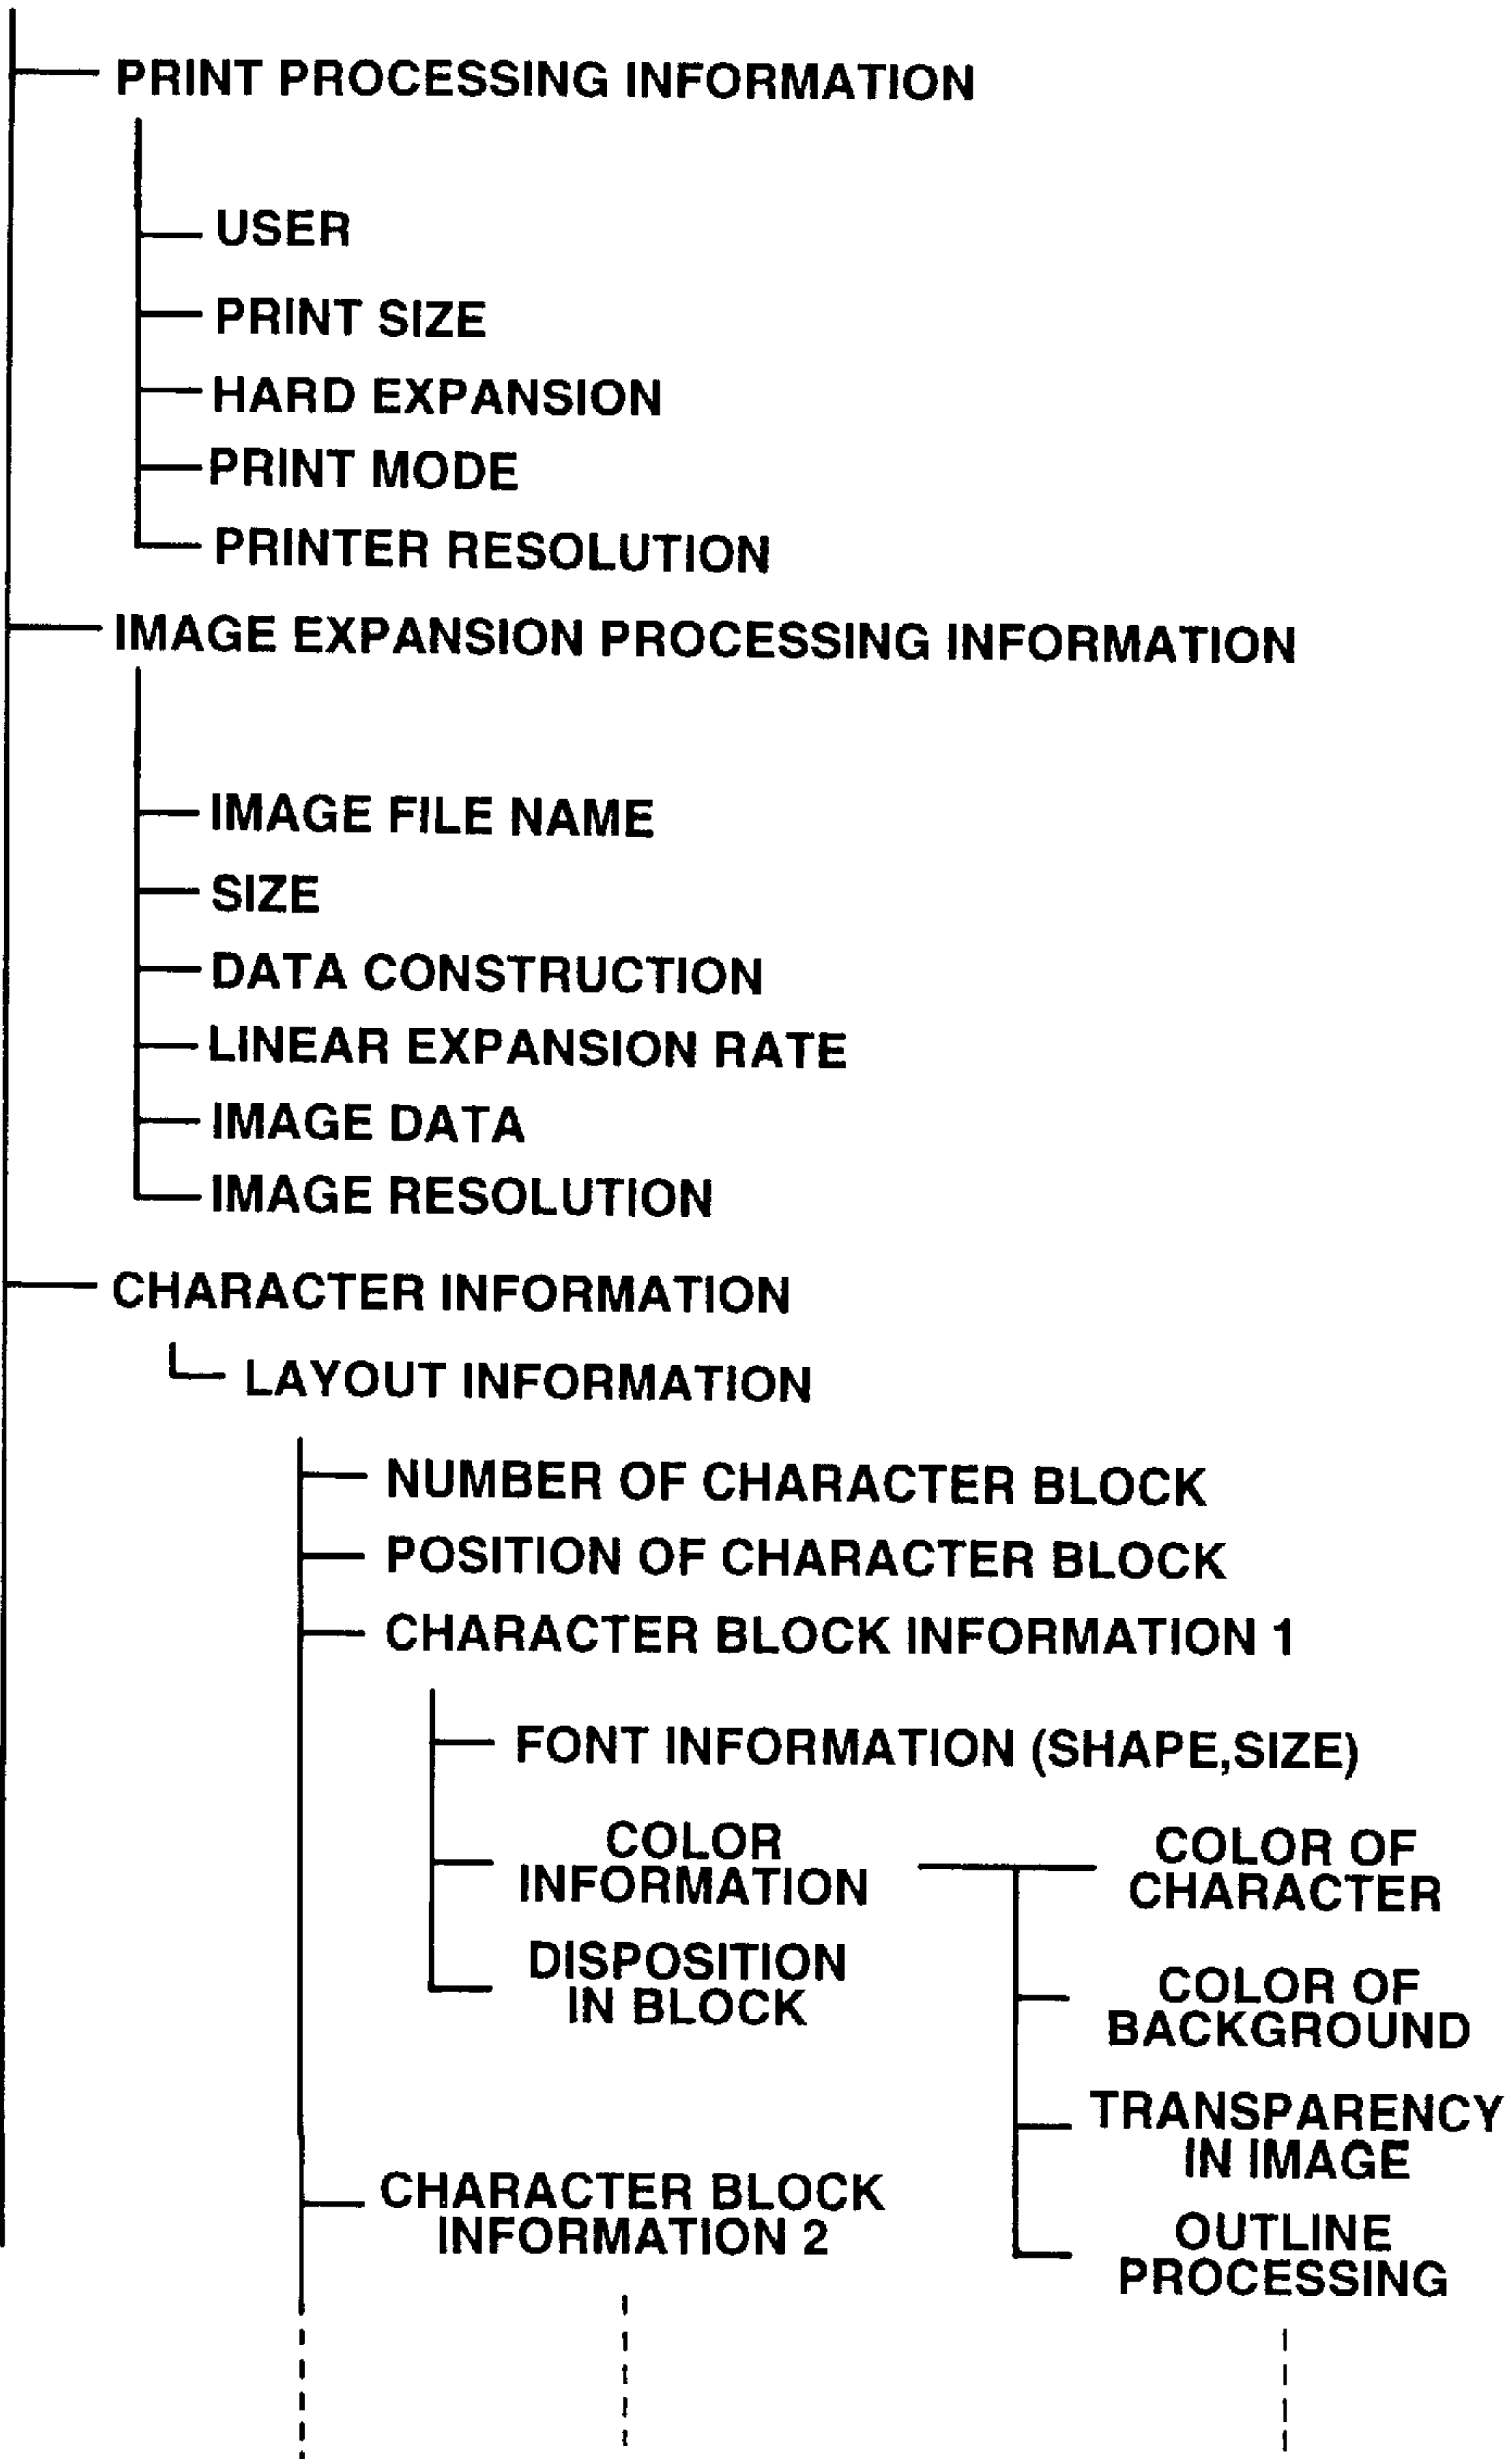 PRINT PROCESSING INFORMATION
USER
PRINT SIZE
HARD EXPANSION
PRINT MODE
PRINTER RESOLUTION
IMAGE EXPANSION PROCESSING INFORMATION
IMAGE FILE NAME
SIZE
DATA CONSTRUCTION
LINEAR EXPANSION RATE
IMAGE DATA
IMAGE RESOLUTION
CHARACTER INFORMATION
LAYOUT INFORMATION
NUMBER OF CHARACTER BLOCK
POSITION OF CHARACTER BLOCK
CHARACTER BLOCK INFORMATION 1
FONT INFORMATION (SHAPE,SIZE)
COLOR
INFORMATION
COLOR OF
CHARACTER
DISPOSITION
IN BLOCK
COLOR OF
BACKGROUND
TRANSPARENCY
IN IMAGE
CHARACTER BLOCK
INFORMATION 2
OUTLINE
PROCESSING